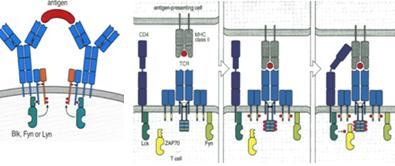 antigen
Blk, Fyn or Lyn
antigen-presenting cell
CD4
MHC
class II
TCR
Lck
ZAP70
Fyn
T cell